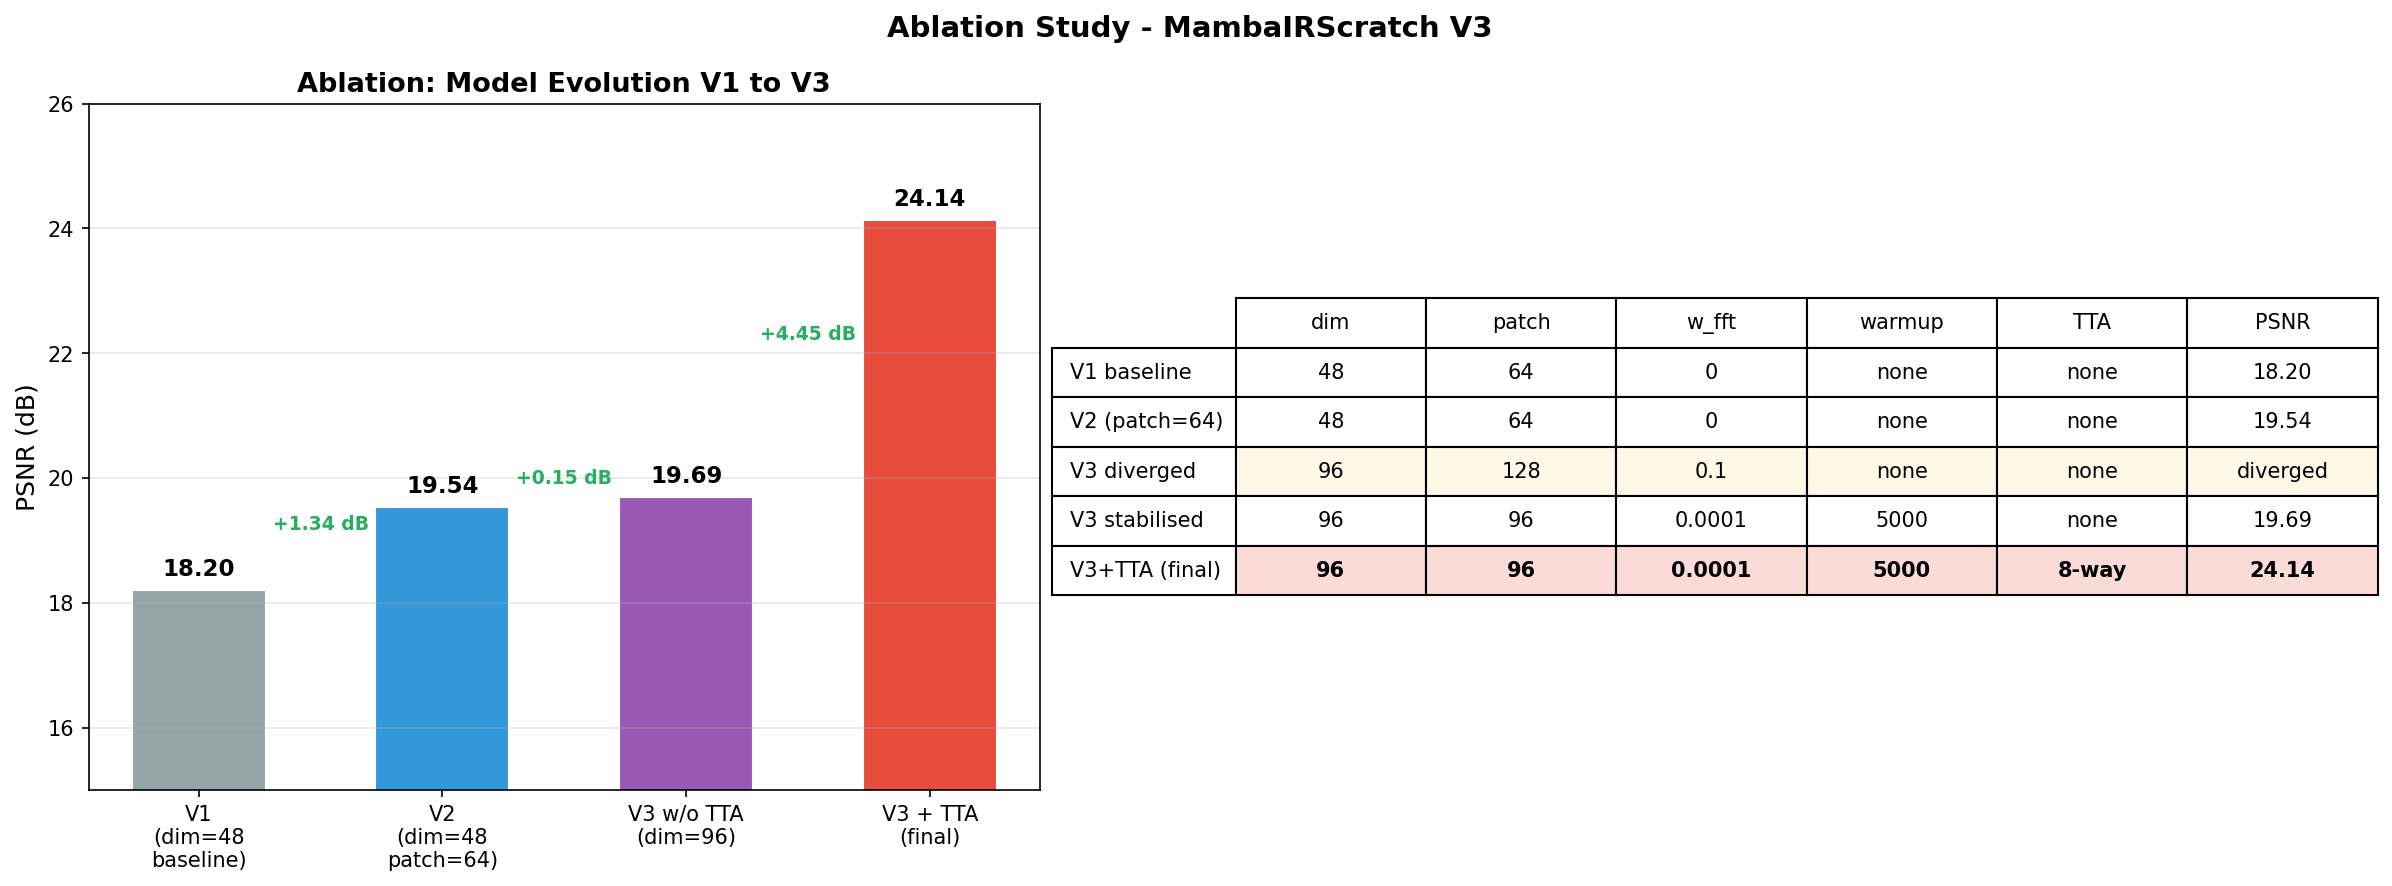 Ablation Study - MambaIRScratch V3
Ablation: Model Evolution V1 to V3
PSNR (dB)
26
24
22
20
18
16
18.20
19.54
19.69
24.14
+1.34 dB
+0.15 dB
+4.45 dB
V1
(dim=48
baseline)
V2
(dim=48
patch=64)
V3 w/o TTA
(dim=96)
V3 + TTA
(final)
dim patch w_fft warmup TTA PSNR
V1 baseline 48 64 0 none none 18.20
V2 (patch=64) 48 64 0 none none 19.54
V3 diverged 96 128 0.1 none none diverged
V3 stabilised 96 96 0.0001 5000 none 19.69
V3+TTA (final) 96 96 0.0001 5000 8-way 24.14